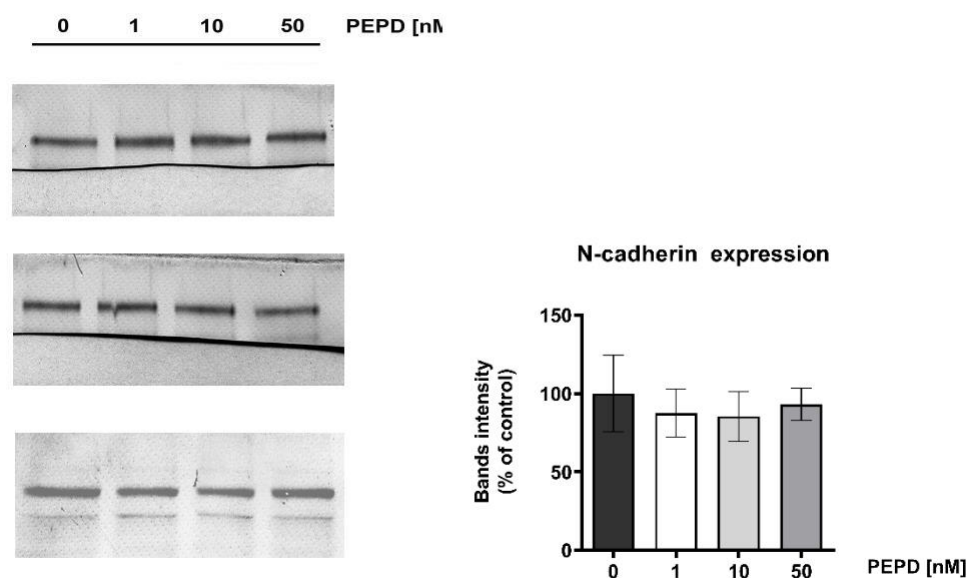 0 1 10 50 PEPD [nM
N-cadherin expression
Bands intensity
(% of control)
150
100
50
0
0 1 10 50 PEPD [nM]